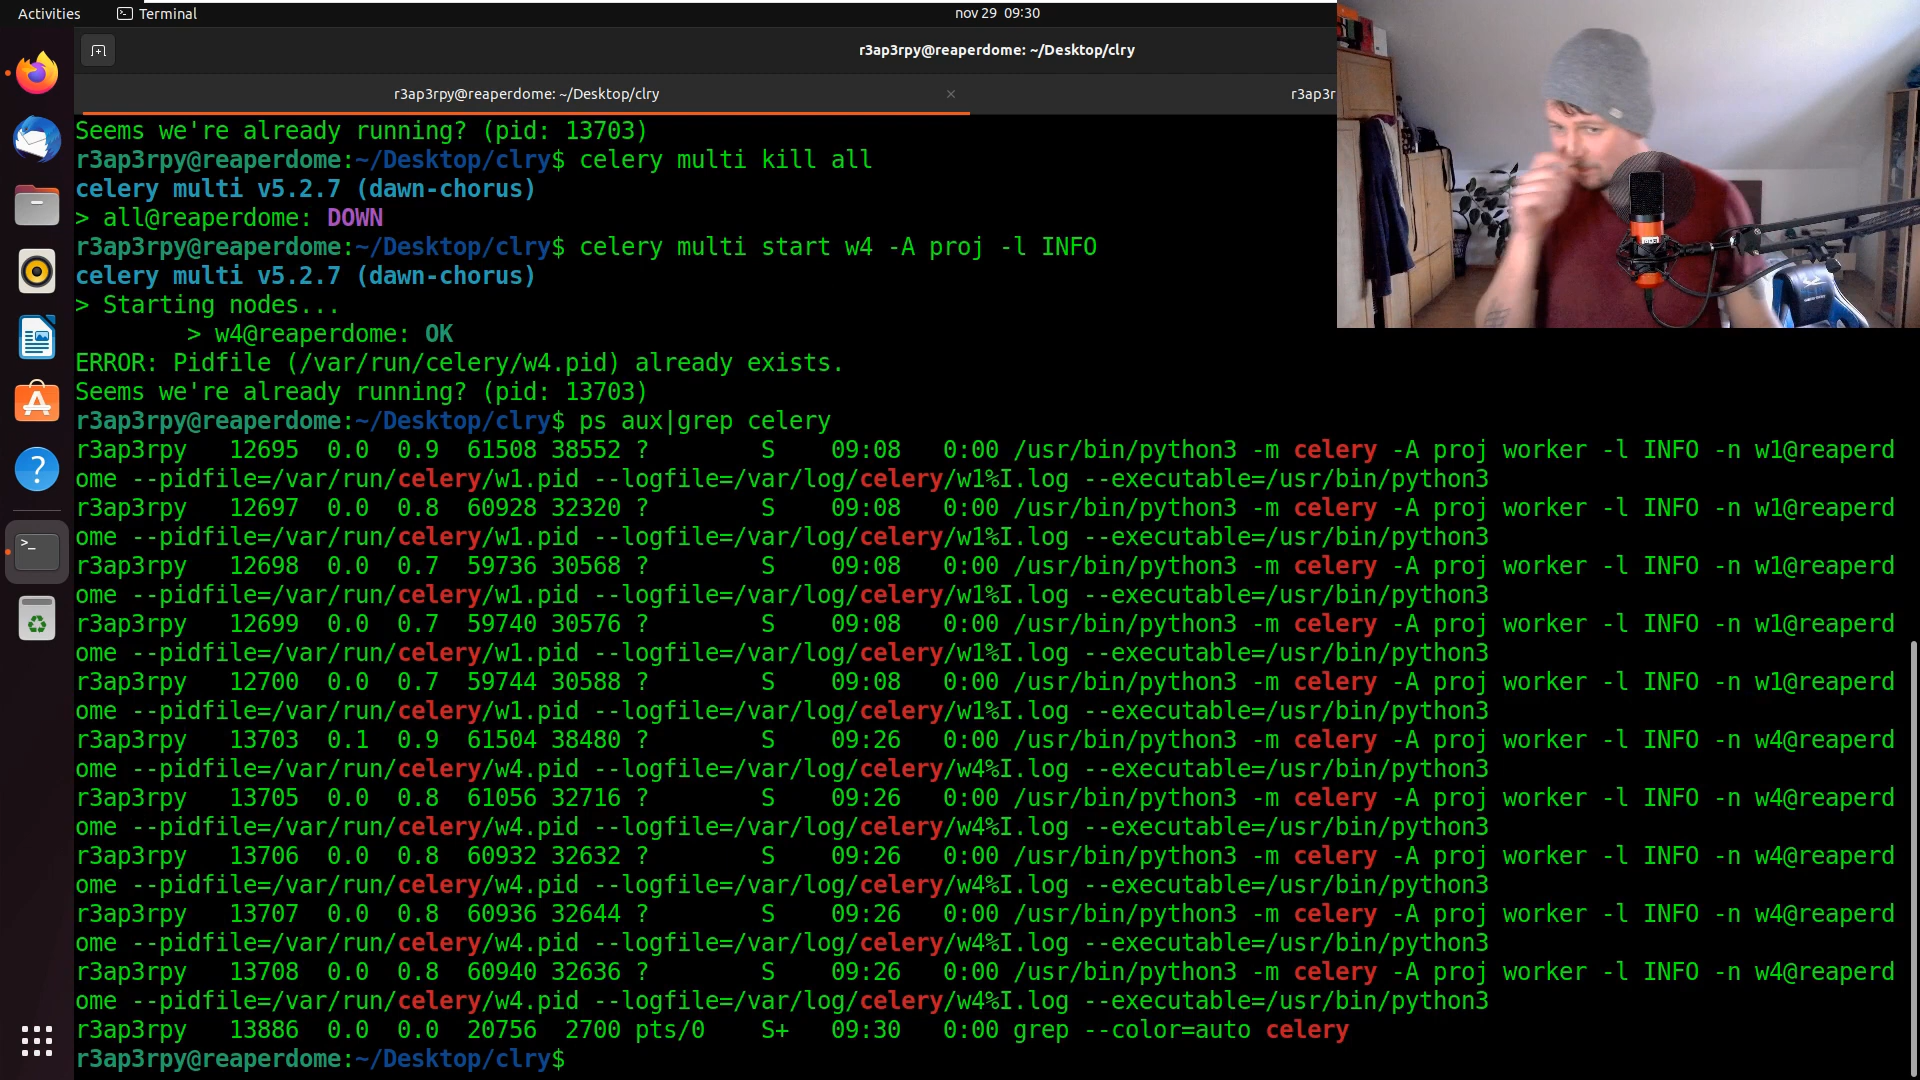 Activities
Terminal
nov 29 09:30
r3ap3rpy@reaperdome: ~/Desktop/clry
r3ap3rpy@reaperdome: ~/Desktop/clry
r3ap3r
Seems we're already running? (pid: 13703)
r3ap3rpy@reaperdome:~/Desktop/clry$ celery multi kill all
celery multi v5.2.7 (dawn-chorus)
> all@reaperdome: DOWN
r3ap3rpy@reaperdome:~/Desktop/clry$ celery multi start w4 -A proj -l INFO
celery multi v5.2.7 (dawn-chorus)
> Starting nodes...
> w4@reaperdome: OK
ERROR: Pidfile (/var/run/celery/w4.pid) already exists.
Seems we're already running? (pid: 13703)
r3ap3rpy@reaperdome:~/Desktop/clry$ ps aux|grep celery
r3ap3rpy 12695 0.0 0.9 61508 38552 ? S 09:08 0:00 /usr/bin/python3 -m celery -A proj worker -l INFO -n w1@reaperd
ome --pidfile=/var/run/celery/w1.pid --logfile=/var/log/celery/w1%I.log --executable=/usr/bin/python3
r3ap3rpy 12697 0.0 0.8 60928 32320 ? S 09:08 0:00 /usr/bin/python3 -m celery -A proj worker -l INFO -n w1@reaperd
ome --pidfile=/var/run/celery/w1.pid --logfile=/var/log/celery/w1%I.log --executable=/usr/bin/python3
r3ap3rpy 12698 0.0 0.7 59736 30568 ? S 09:08 0:00 /usr/bin/python3 -m celery -A proj worker -l INFO -n w1@reaperd
ome --pidfile=/var/run/celery/w1.pid --logfile=/var/log/celery/w1%I.log --executable=/usr/bin/python3
r3ap3rpy 12699 0.0 0.7 59740 30576 ? S 09:08 0:00 /usr/bin/python3 -m celery -A proj worker -l INFO -n w1@reaperd
ome --pidfile=/var/run/celery/w1.pid --logfile=/var/log/celery/w1%I.log --executable=/usr/bin/python3
r3ap3rpy 12700 0.0 0.7 59744 30588 ? S 09:08 0:00 /usr/bin/python3 -m celery -A proj worker -l INFO -n w1@reaperd
ome --pidfile=/var/run/celery/w1.pid --logfile=/var/log/celery/w1%I.log --executable=/usr/bin/python3
r3ap3rpy 13703 0.1 0.9 61504 38480 ? S 09:26 0:00 /usr/bin/python3 -m celery -A proj worker -l INFO -n w4@reaperd
ome --pidfile=/var/run/celery/w4.pid --logfile=/var/log/celery/w4%I.log --executable=/usr/bin/python3
r3ap3rpy 13705 0.0 0.8 61056 32716 ? S 09:26 0:00 /usr/bin/python3 -m celery -A proj worker -l INFO -n w4@reaperd
ome --pidfile=/var/run/celery/w4.pid --logfile=/var/log/celery/w4%I.log --executable=/usr/bin/python3
r3ap3rpy 13706 0.0 0.8 60932 32632 ? S 09:26 0:00 /usr/bin/python3 -m celery -A proj worker -l INFO -n w4@reaperd
ome --pidfile=/var/run/celery/w4.pid --logfile=/var/log/celery/w4%I.log --executable=/usr/bin/python3
r3ap3rpy 13707 0.0 0.8 60936 32644 ? S 09:26 0:00 /usr/bin/python3 -m celery -A proj worker -l INFO -n w4@reaperd
ome --pidfile=/var/run/celery/w4.pid --logfile=/var/log/celery/w4%I.log --executable=/usr/bin/python3
r3ap3rpy 13708 0.0 0.8 60940 32636 ? S 09:26 0:00 /usr/bin/python3 -m celery -A proj worker -l INFO -n w4@reaperd
ome --pidfile=/var/run/celery/w4.pid --logfile=/var/log/celery/w4%I.log --executable=/usr/bin/python3
r3ap3rpy 13886 0.0 0.0 20756 2700 pts/0 S+ 09:30 0:00 grep --color=auto celery
r3ap3rpy@reaperdome:~/Desktop/clry$